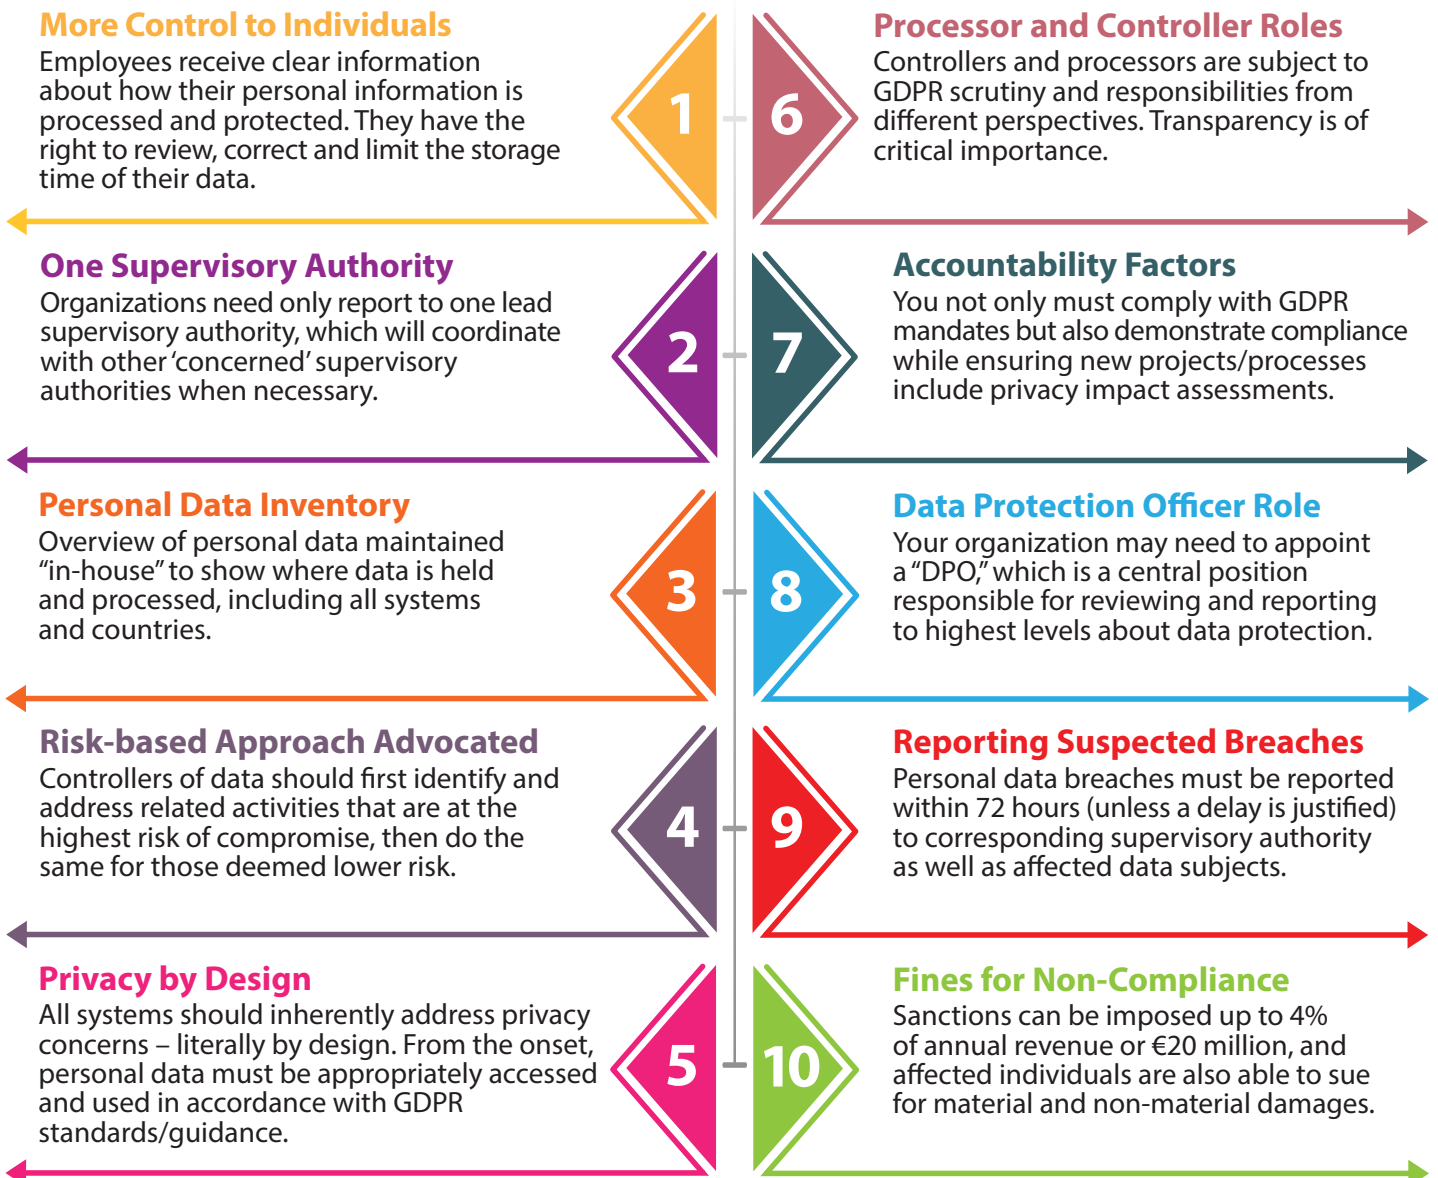 More Control to Individuals
Employees receive clear information
about how their personal information is
processed and protected. They have the
right to review, correct and limit the storage
time of their data.
1
One Supervisory Authority
Organizations need only report to one lead
supervisory authority, which will coordinate
with other ‘concerned’ supervisory
authorities when necessary.
2
Personal Data Inventory
Overview of personal data maintained
“in-house” to show where data is held
and processed, including all systems
and countries.
3
Risk-based Approach Advocated
Controllers of data should first identify and
address related activities that are at the
highest risk of compromise, then do the
same for those deemed lower risk.
4
Privacy by Design
All systems should inherently address privacy
concerns – literally by design. From the onset,
personal data must be appropriately accessed
and used in accordance with GDPR
standards/guidance.
5
Processor and Controller Roles
6
Controllers and processors are subject to
GDPR scrutiny and responsibilities from
different perspectives. Transparency is of
critical importance.
Accountability Factors
7
You not only must comply with GDPR
mandates but also demonstrate compliance
while ensuring new projects/processes
include privacy impact assessments.
Data Protection Officer Role
8
Your organization may need to appoint
a “DPO,” which is a central position
responsible for reviewing and reporting
to highest levels about data protection.
Reporting Suspected Breaches
9
Personal data breaches must be reported
within 72 hours (unless a delay is justified)
to corresponding supervisory authority
as well as affected data subjects.
Fines for Non-Compliance
10
Sanctions can be imposed up to 4%
of annual revenue or €20 million, and
affected individuals are also able to sue
for material and non-material damages.